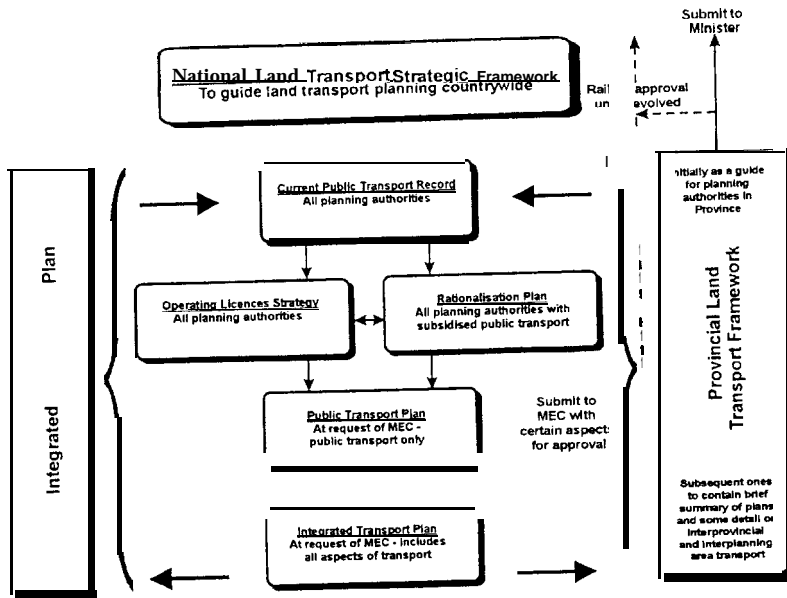 Submit to
Minister
National Land Transport Strategic Framework
To guide land transport planning countrywide
Rail approval
evolved
Current Public Transport Record
All planning authorities
nitially as a guide
for planning
authorities in
Province
Plan
Operating Licences Strategy
All planning authorities
Rationalisation Plan
All planning authorities with
subsidised public transport
Provincial Land
Transport Framework
Public Transport Plan
At request of MEC -
public transport only
Submit to
MEC with
certain aspect
for approval
Integrated
Subsequent ones
to contain brief
summary of plans
and some detail o
interprovincial
and interplanning
area transport
Integrated Transport Plan
At request of MEC - includes
all aspects of transport